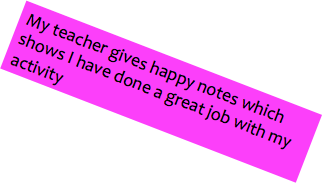 My teacher gives happy notes which
shows I have done a great job with my
activity